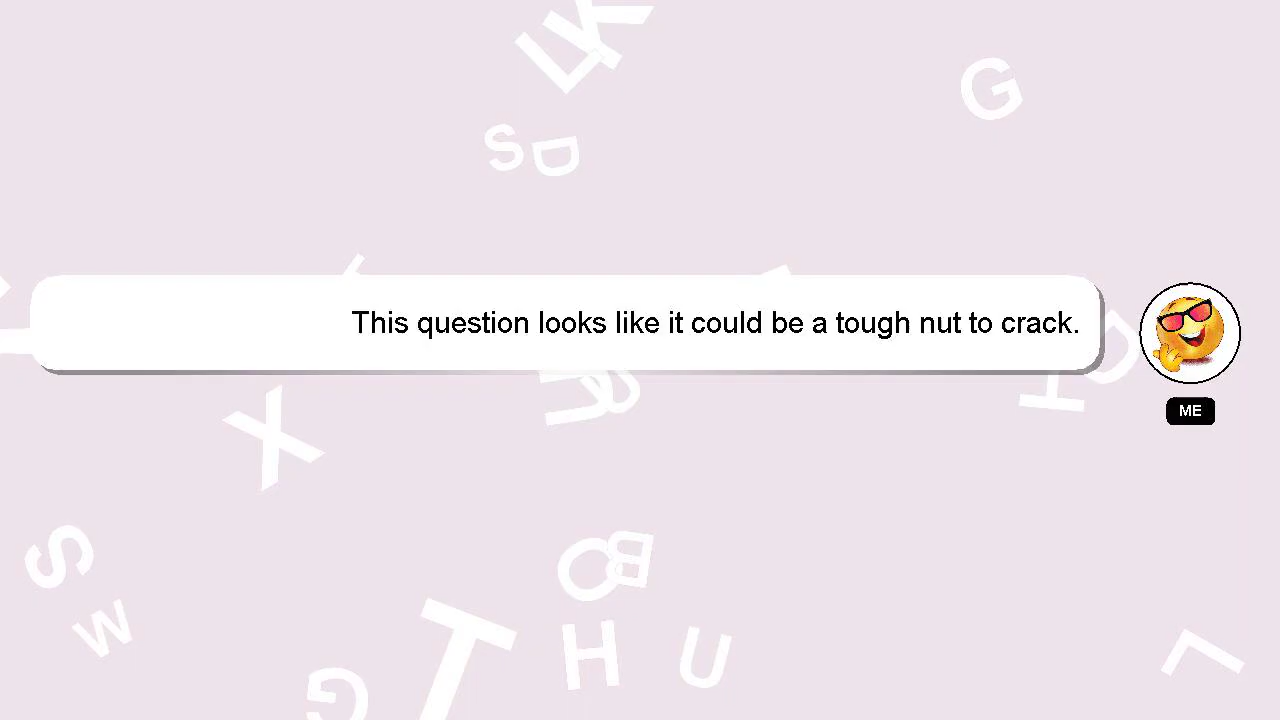 L
K
G
S
D
This question looks like it could be a tough nut to crack.
ME
X
S
W
C
B
T
H
U
G
L